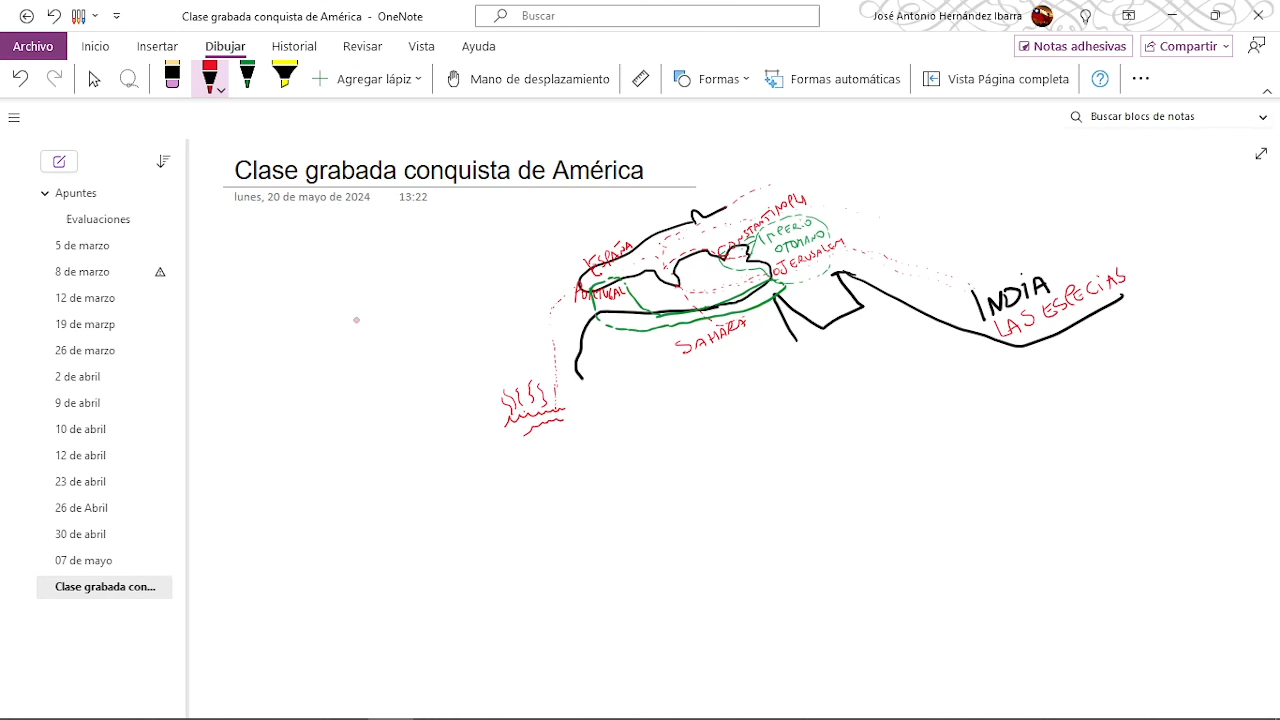 Clase grabada conquista de América - OneNote
Buscar
José Antonio Hernández Ibarra
Archivo
Inicio
Insertar
Dibujar
Historial
Revisar
Vista
Ayuda
Notas adhesivas
Compartir
Agregar lápiz
Mano de desplazamiento
Formas
Formas automáticas
Vista Página completa
Buscar blocs de notas
Apuntes
Evaluaciones
5 de marzo
8 de marzo
12 de marzo
19 de marzp
26 de marzo
2 de abril
9 de abril
10 de abril
12 de abril
23 de abril
26 de Abril
30 de abril
07 de mayo
Clase grabada con...
Clase grabada conquista de América
lunes, 20 de mayo de 2024 13:22
CONSTANTINOPLA
IMPERIO
OTOMANO
ESPAÑA
JERUSALEM
PORTUGAL
SAHARA
INDIA
LAS ESPECIAS